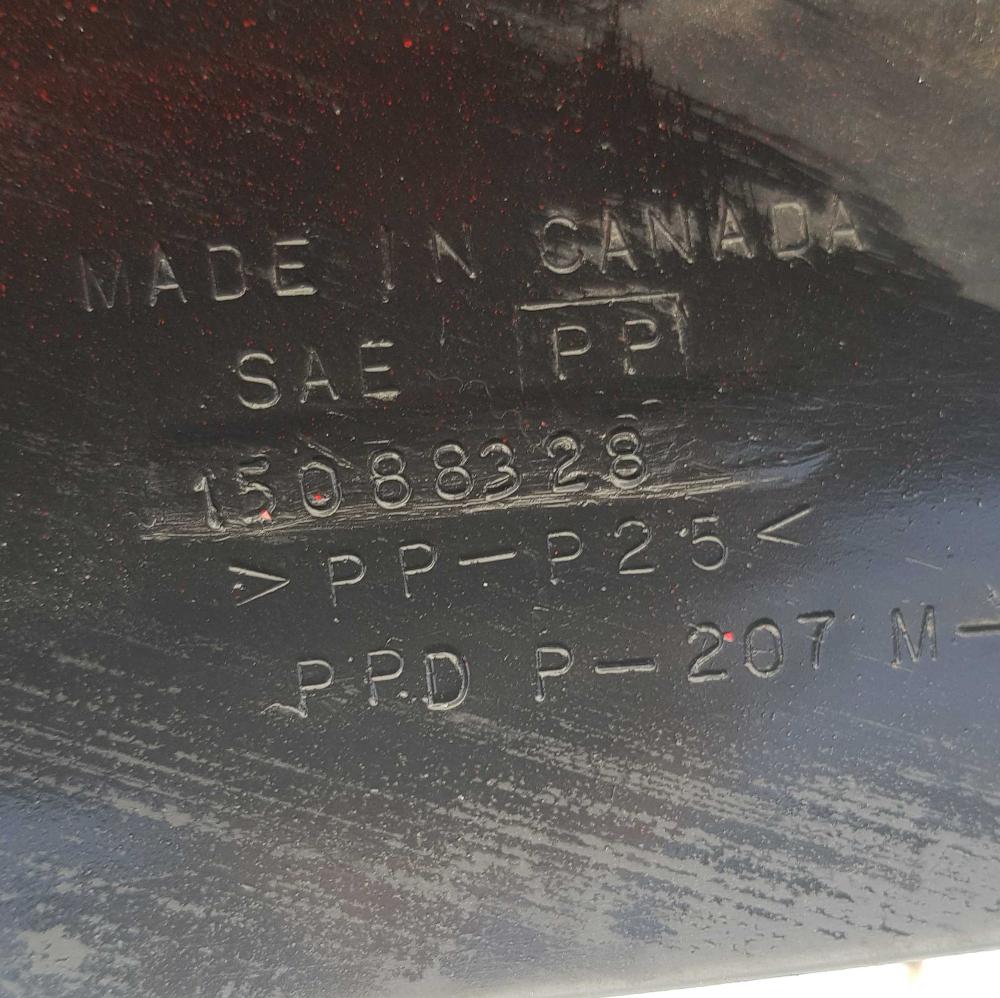 MADE IN CANADA
SAE PP
15088328
>PP-P25<
PPD P-207 M-